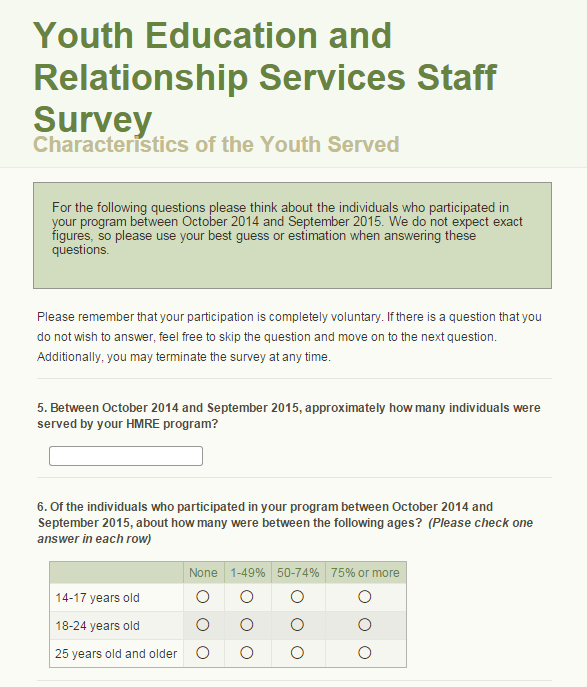 Youth Education and
Relationship Services Staff
Survey
Characteristics of the Youth Served
For the following questions please think about the individuals who participated in
your program between October 2014 and September 2015. We do not expect exact
figures, so please use your best guess or estimation when answering these
questions.
Please remember that your participation is completely voluntary. If there is a question that you
do not wish to answer, feel free to skip the question and move on to the next question.
Additionally, you may terminate the survey at any time.
5. Between October 2014 and September 2015, approximately how many individuals were
served by your HMRE program?
6. Of the individuals who participated in your program between October 2014 and
September 2015, about how many were between the following ages? (Please check one
answer in each row)
None 1-49% 50-74% 75% or more
14-17 years old
18-24 years old
25 years old and older